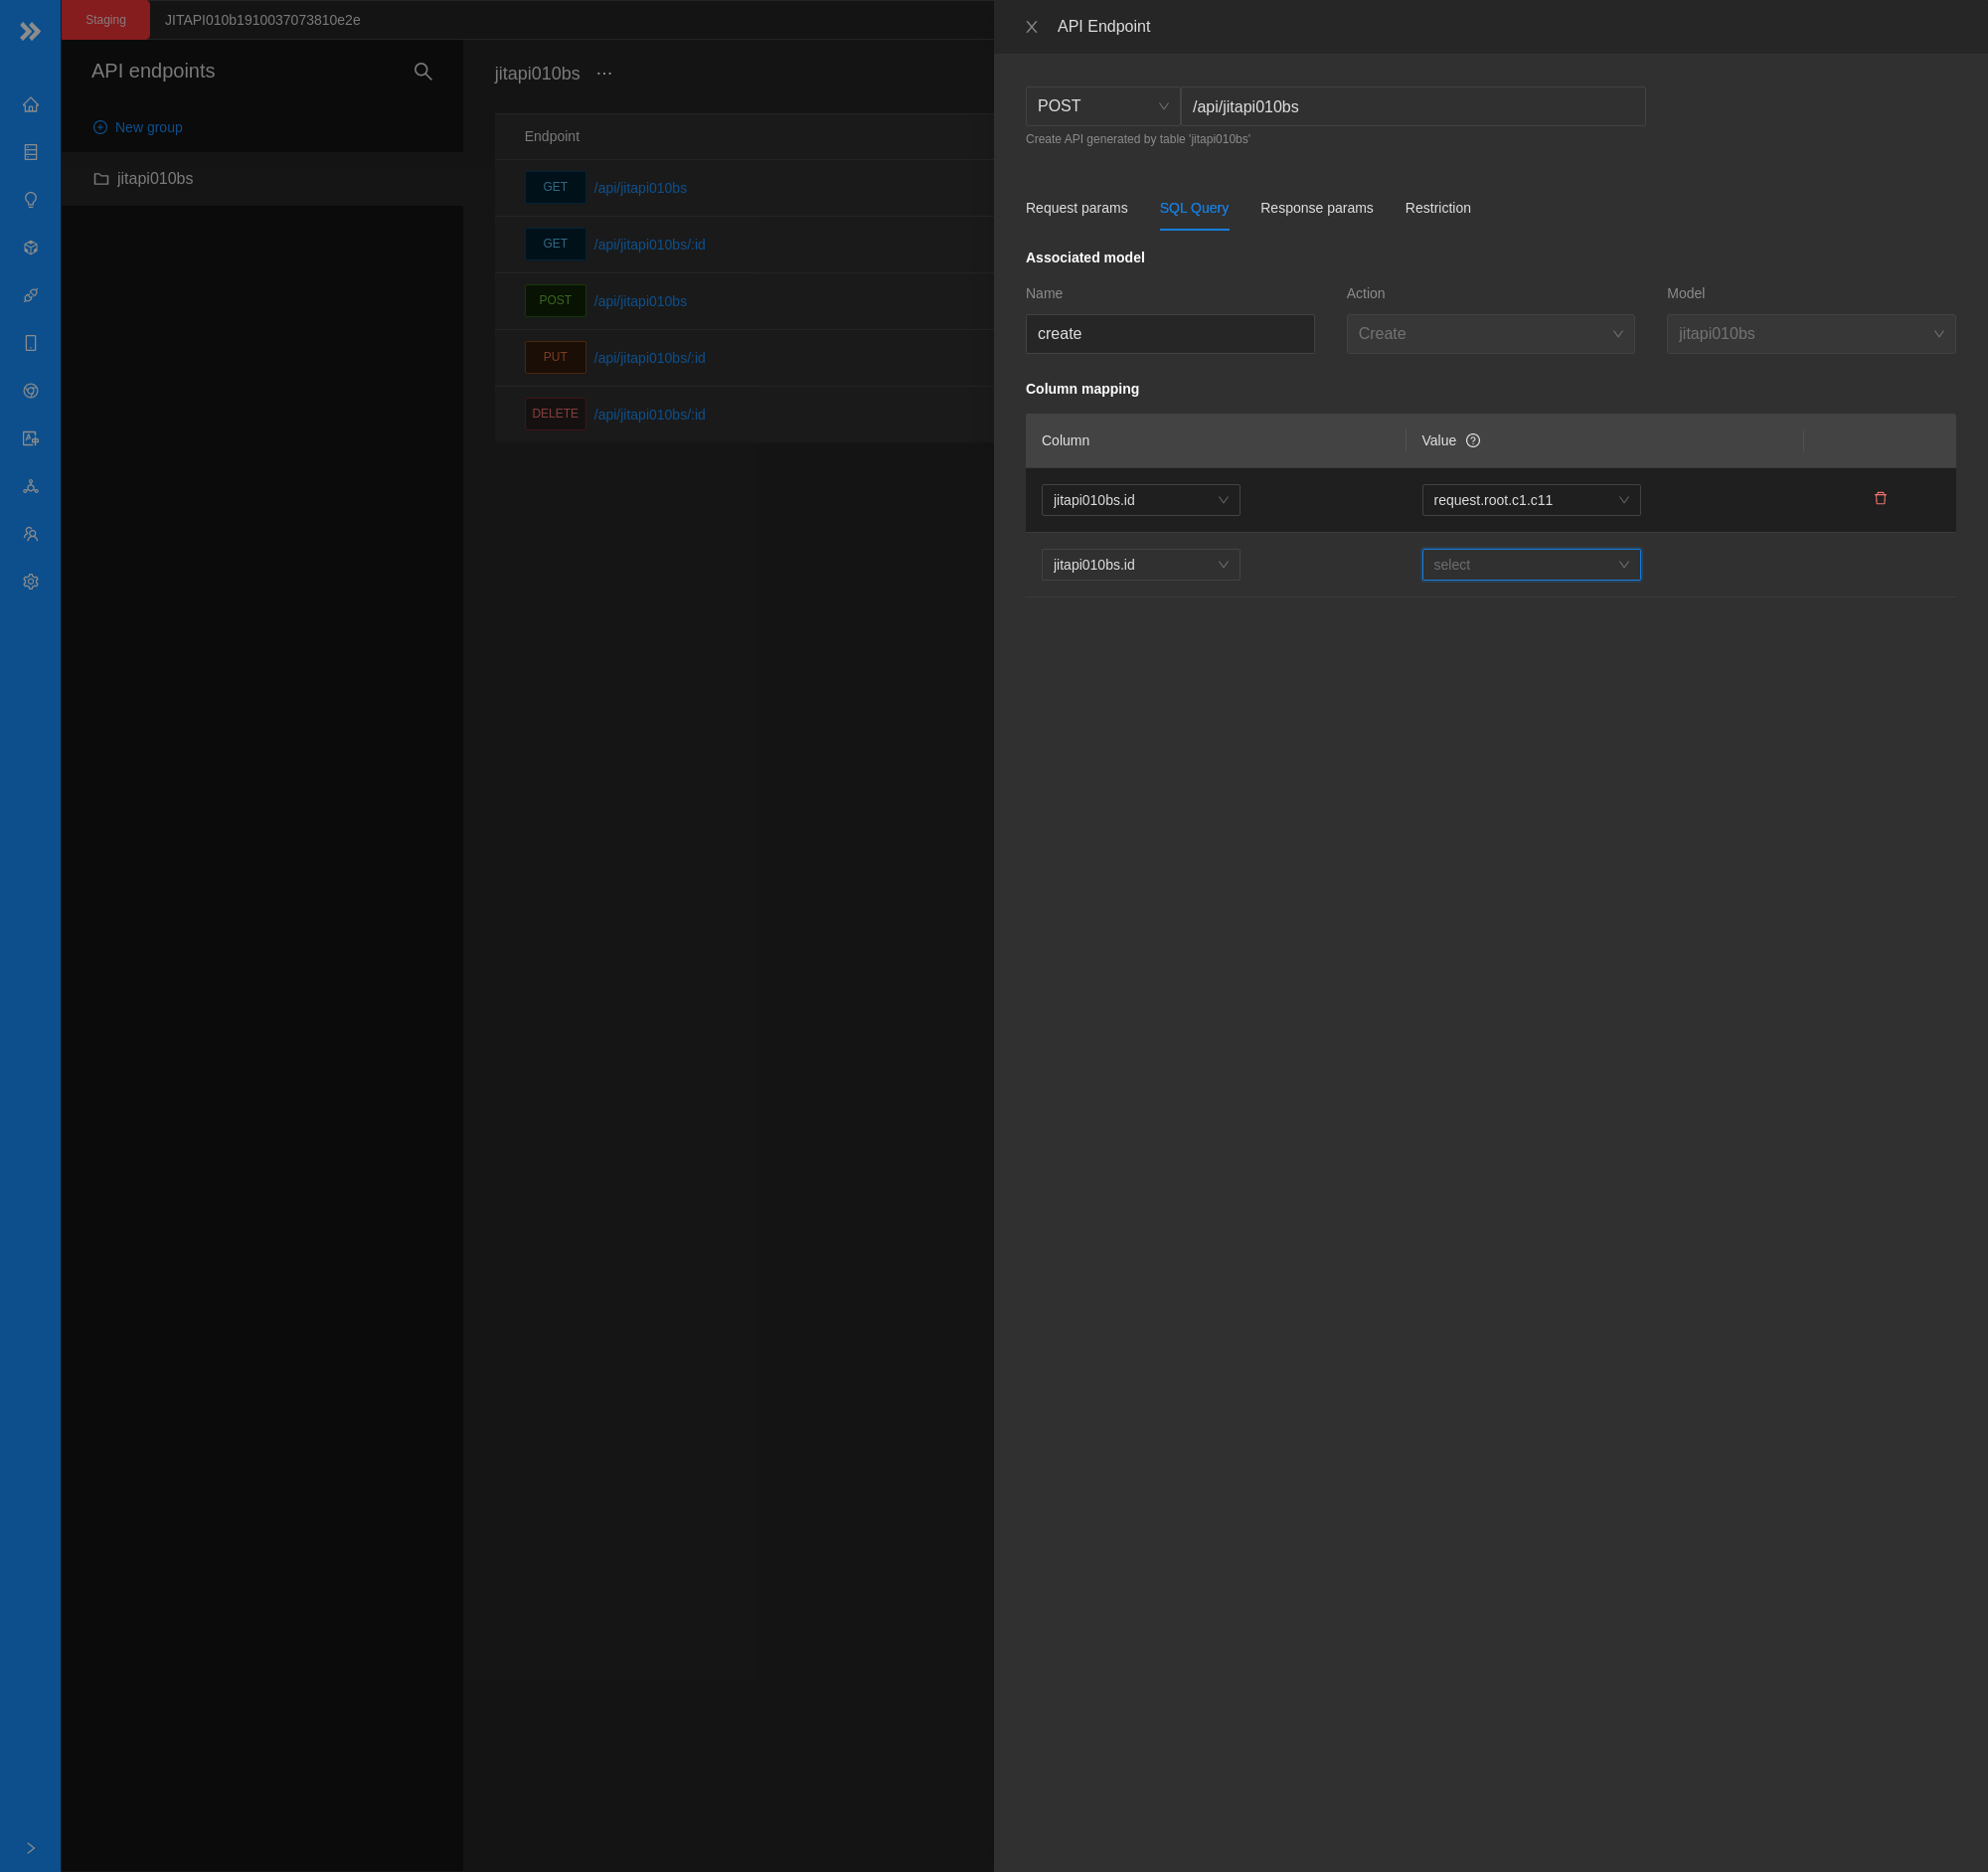 Staging
JITAPI010b1910037073810e2e
API endpoints
New group
jitapi010bs
jitapi010bs ···
Endpoint
GET /api/jitapi010bs
GET /api/jitapi010bs/:id
POST /api/jitapi010bs
PUT /api/jitapi010bs/:id
DELETE /api/jitapi010bs/:id
API Endpoint
POST /api/jitapi010bs
Create API generated by table 'jitapi010bs'
Request params SQL Query Response params Restriction
Associated model
Name Action Model
create Create jitapi010bs
Column mapping
Column Value
jitapi010bs.id request.root.c1.c11
jitapi010bs.id select